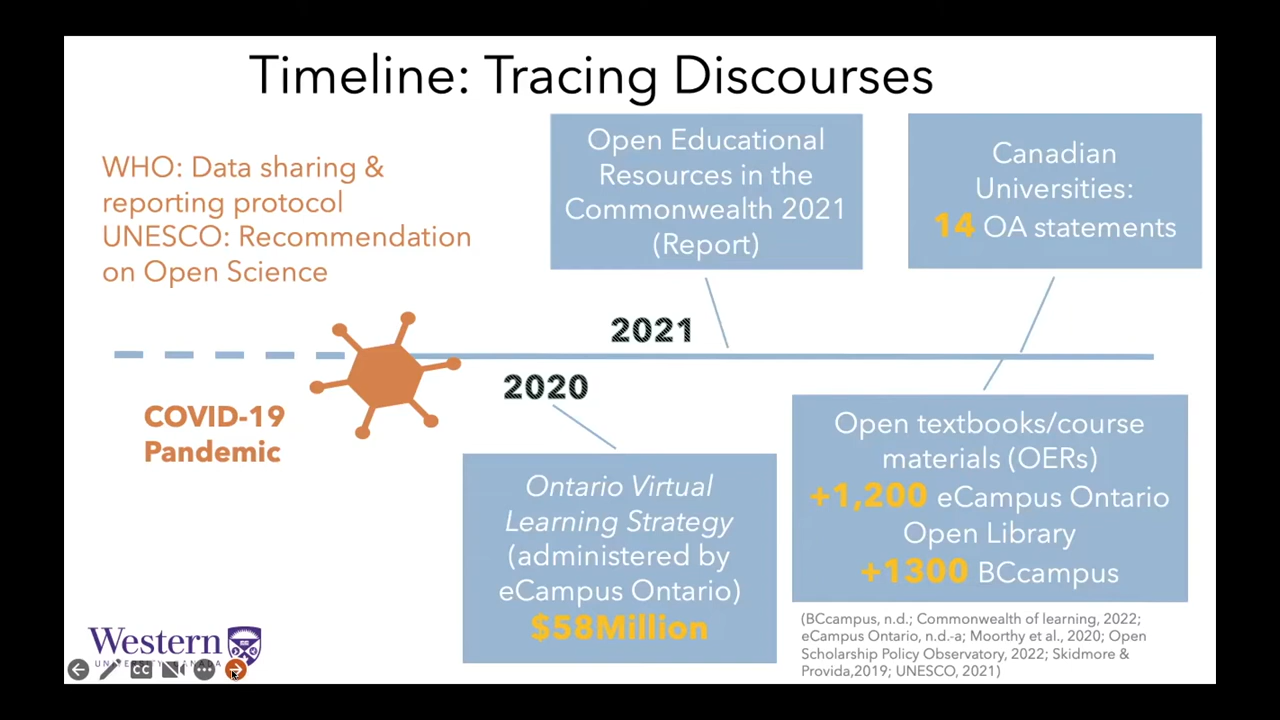 Timeline: Tracing Discourses
WHO: Data sharing &
reporting protocol
UNESCO: Recommendation
on Open Science
Open Educational
Resources in the
Commonwealth 2021
(Report)
Canadian
Universities:
14 OA statements
2021
2020
COVID-19
Pandemic
Ontario Virtual
Learning Strategy
(administered by
eCampus Ontario)
$58Million
Open textbooks/course
materials (OERs)
+1,200 eCampus Ontario
Open Library
+1300 BCcampus
(BCcampus, n.d.; Commonwealth of learning, 2022;
eCampus Ontario, n.d.-a; Moorthy et al., 2020; Open
Scholarship Policy Observatory, 2022; Skidmore &
Provida,2019; UNESCO, 2021)
Western
CC